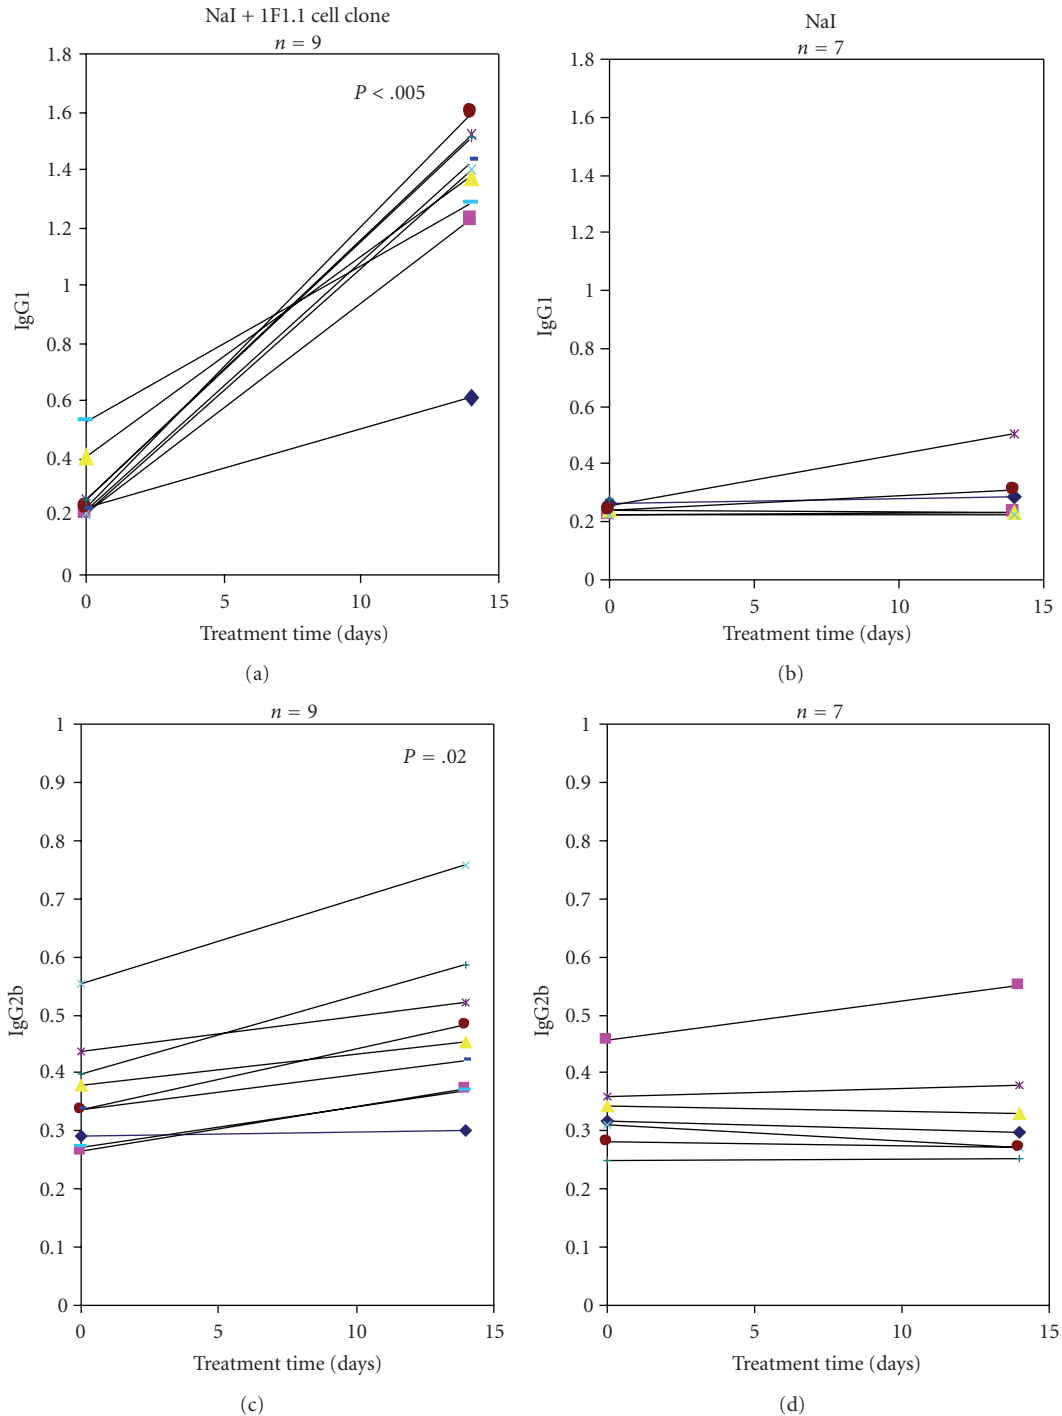 NaI + 1F1.1 cell clone
n = 9
P < .005
1.8
1.6
1.4
1.2
1
0.8
0.6
0.4
0.2
0
IgG1
0 5 10 15
Treatment time (days)
(a)
NaI
n = 7
1.8
1.6
1.4
1.2
1
0.8
0.6
0.4
0.2
0
IgG1
0 5 10 15
Treatment time (days)
(b)
n = 9
P = .02
1
0.9
0.8
0.7
0.6
0.5
0.4
0.3
0.2
0.1
0
IgG2b
0 5 10 15
Treatment time (days)
(c)
n = 7
1
0.9
0.8
0.7
0.6
0.5
0.4
0.3
0.2
0.1
0
IgG2b
0 5 10 15
Treatment time (days)
(d)